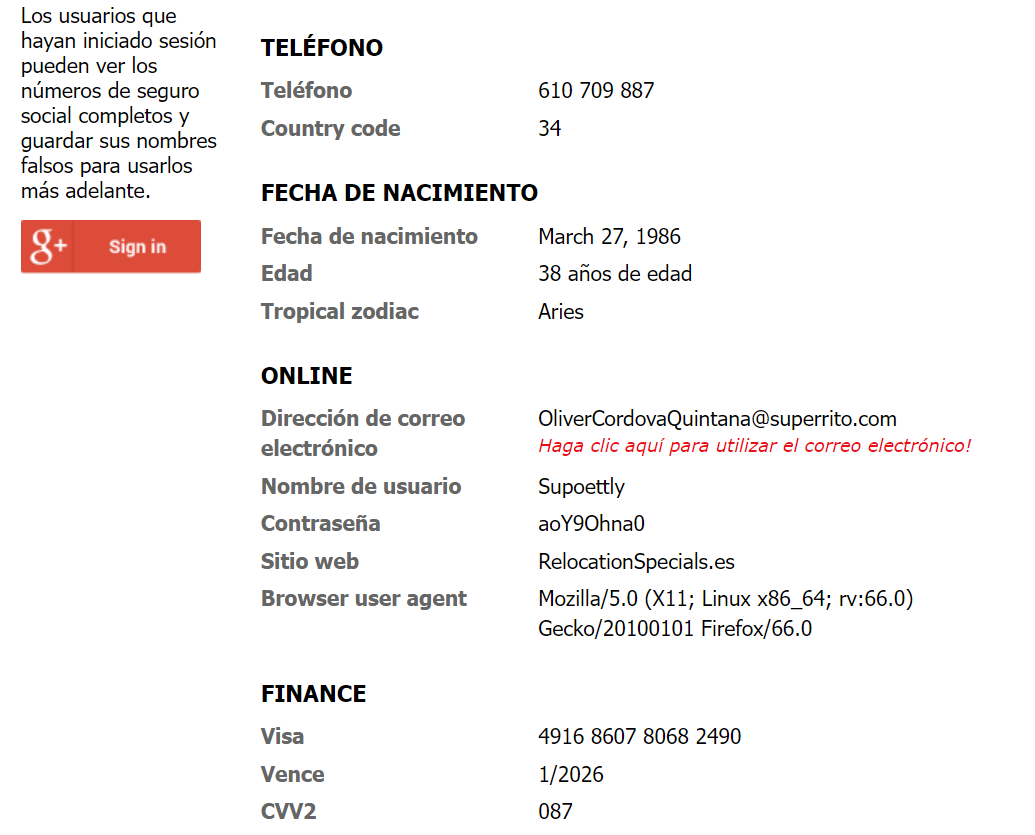 Los usuarios que
hayan iniciado sesión
pueden ver los
números de seguro
social completos y
guardar sus nombres
falsos para usarlos
más adelante.
g+ Sign in
TELÉFONO
Teléfono 610 709 887
Country code 34
FECHA DE NACIMIENTO
Fecha de nacimiento March 27, 1986
Edad 38 años de edad
Tropical zodiac Aries
ONLINE
Dirección de correo OliverCordovaQuintana@superrito.com
electrónico Haga clic aquí para utilizar el correo electrónico!
Nombre de usuario Supoettly
Contraseña aoY9Ohna0
Sitio web RelocationSpecials.es
Browser user agent Mozilla/5.0 (X11; Linux x86_64; rv:66.0)
Gecko/20100101 Firefox/66.0
FINANCE
Visa 4916 8607 8068 2490
Vence 1/2026
CVV2 087